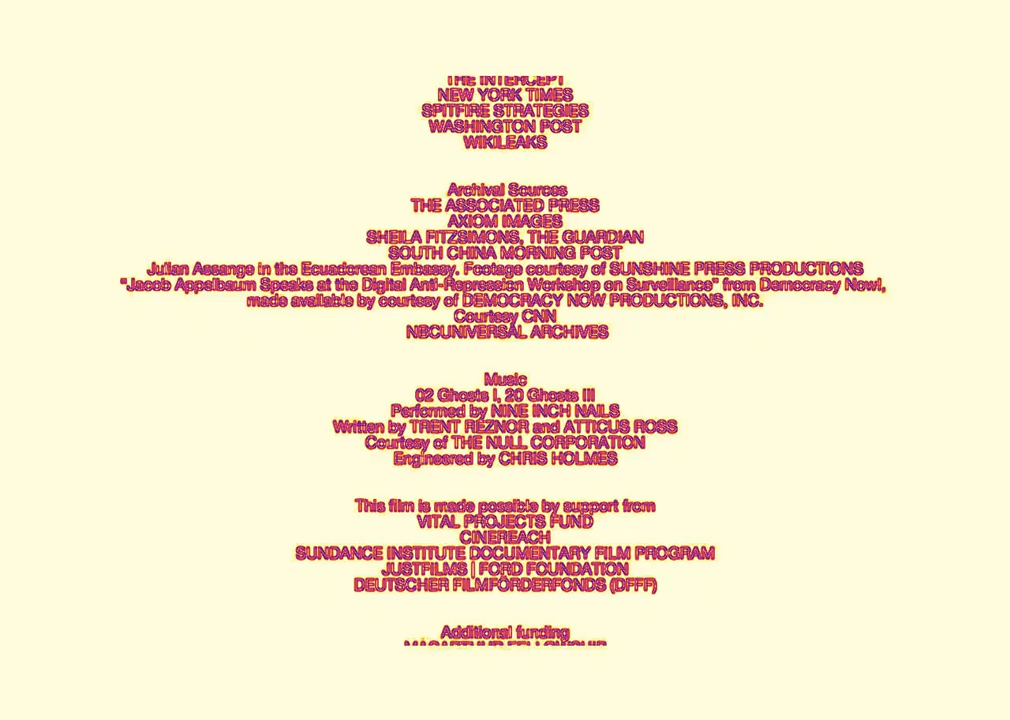 THE INTERCEPT
NEW YORK TIMES
SPITFIRE STRATEGIES
WASHINGTON POST
WIKILEAKS
Archival Sources
THE ASSOCIATED PRESS
AXIOM IMAGES
SHEILA FITZSIMONS, THE GUARDIAN
SOUTH CHINA MORNING POST
Julian Assange in the Ecuadorean Embassy. Footage courtesy of SUNSHINE PRESS PRODUCTIONS
"Jacob Appelbaum Speaks at the Digital Anti-Repression Workshop on Surveillance" from Democracy Now!,
made available by courtesy of DEMOCRACY NOW PRODUCTIONS, INC.
Courtesy CNN
NBCUNIVERSAL ARCHIVES
Music
02 Ghosts I, 20 Ghosts III
Performed by NINE INCH NAILS
Written by TRENT REZNOR and ATTICUS ROSS
Courtesy of THE NULL CORPORATION
Engineered by CHRIS HOLMES
This film is made possible by support from
VITAL PROJECTS FUND
CINEREACH
SUNDANCE INSTITUTE DOCUMENTARY FILM PROGRAM
JUSTFILMS | FORD FOUNDATION
DEUTSCHER FILMFÖRDERFONDS (DFFF)
Additional funding